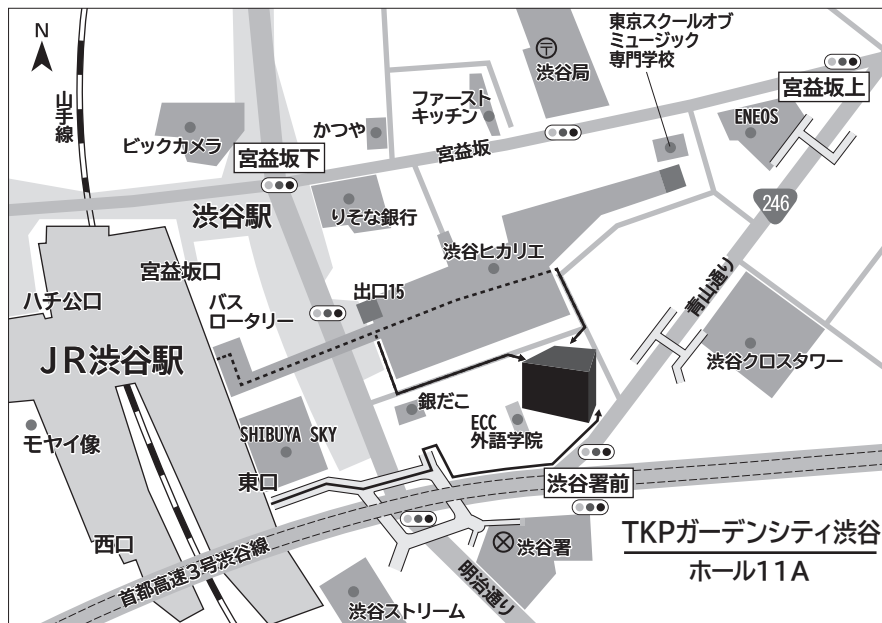 N
山手線
ビックカメラ
かつや
ファースト
キッチン
渋谷局
東京スクールオブ
ミュージック
専門学校
宮益坂上
ENEOS
宮益坂下
宮益坂
渋谷駅
りそな銀行
246
宮益坂口
渋谷ヒカリエ
ハチ公口
バス
ロータリー
出口15
青山通り
JR渋谷駅
渋谷クロスタワー
銀だこ
ECC
外語学院
モヤイ像
SHIBUYA SKY
東口
渋谷署前
西口
首都高速3号渋谷線
渋谷署
明治通り
渋谷ストリーム
TKPガーデンシティ渋谷
ホール11A